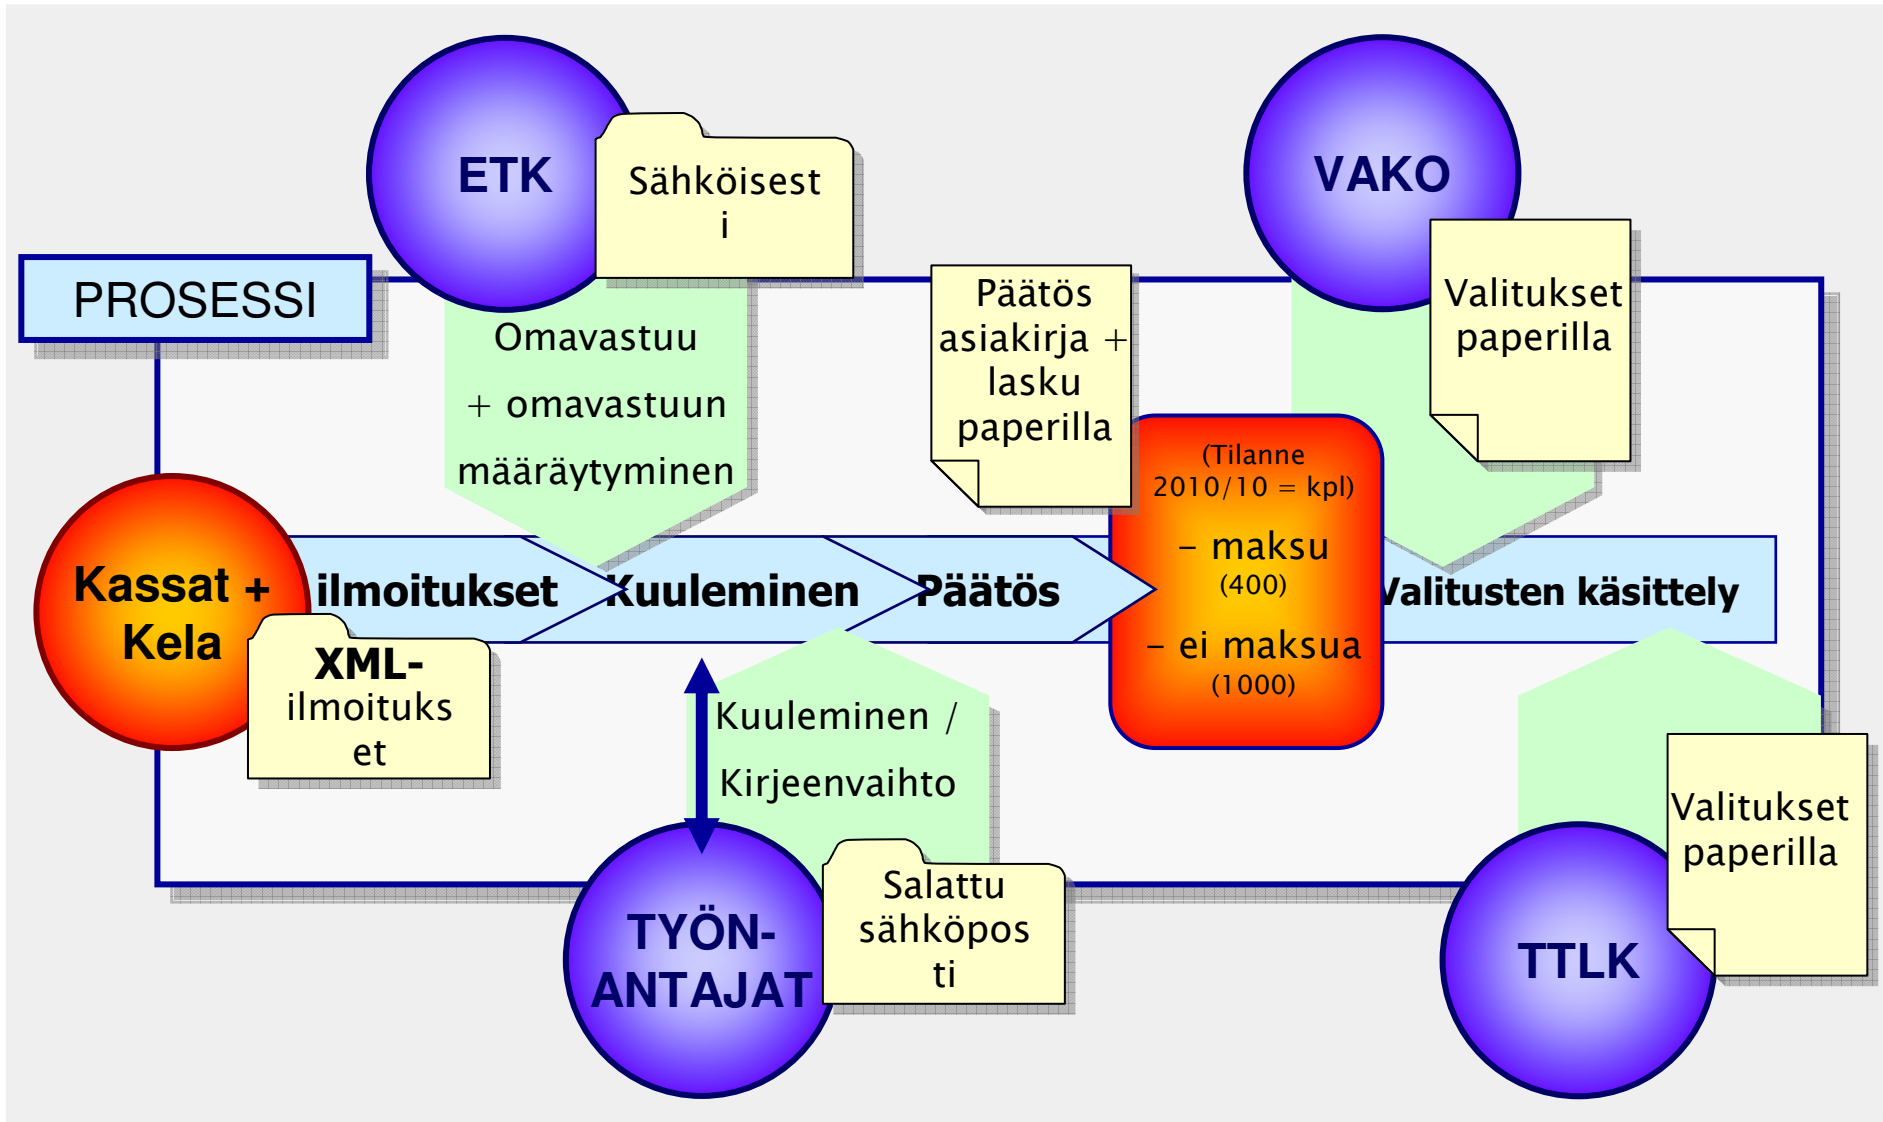 ETK
Sähköisest
i
VAKO
Valitukset
paperilla
PROSESSI
Omavastuu
+ omavastuun
määräytyminen
Päätös
asiakirja +
lasku
paperilla
(Tilanne
2010/10 = kpl)
– maksu
(400)
– ei maksua
(1000)
Kassat +
Kela
ilmoitukset
Kuuleminen
Päätös
Valitusten käsittely
XML-
ilmoituks
et
Kuuleminen /
Kirjeenvaihto
TYÖN-
ANTAJAT
Salattu
sähköpos
ti
TTLK
Valitukset
paperilla